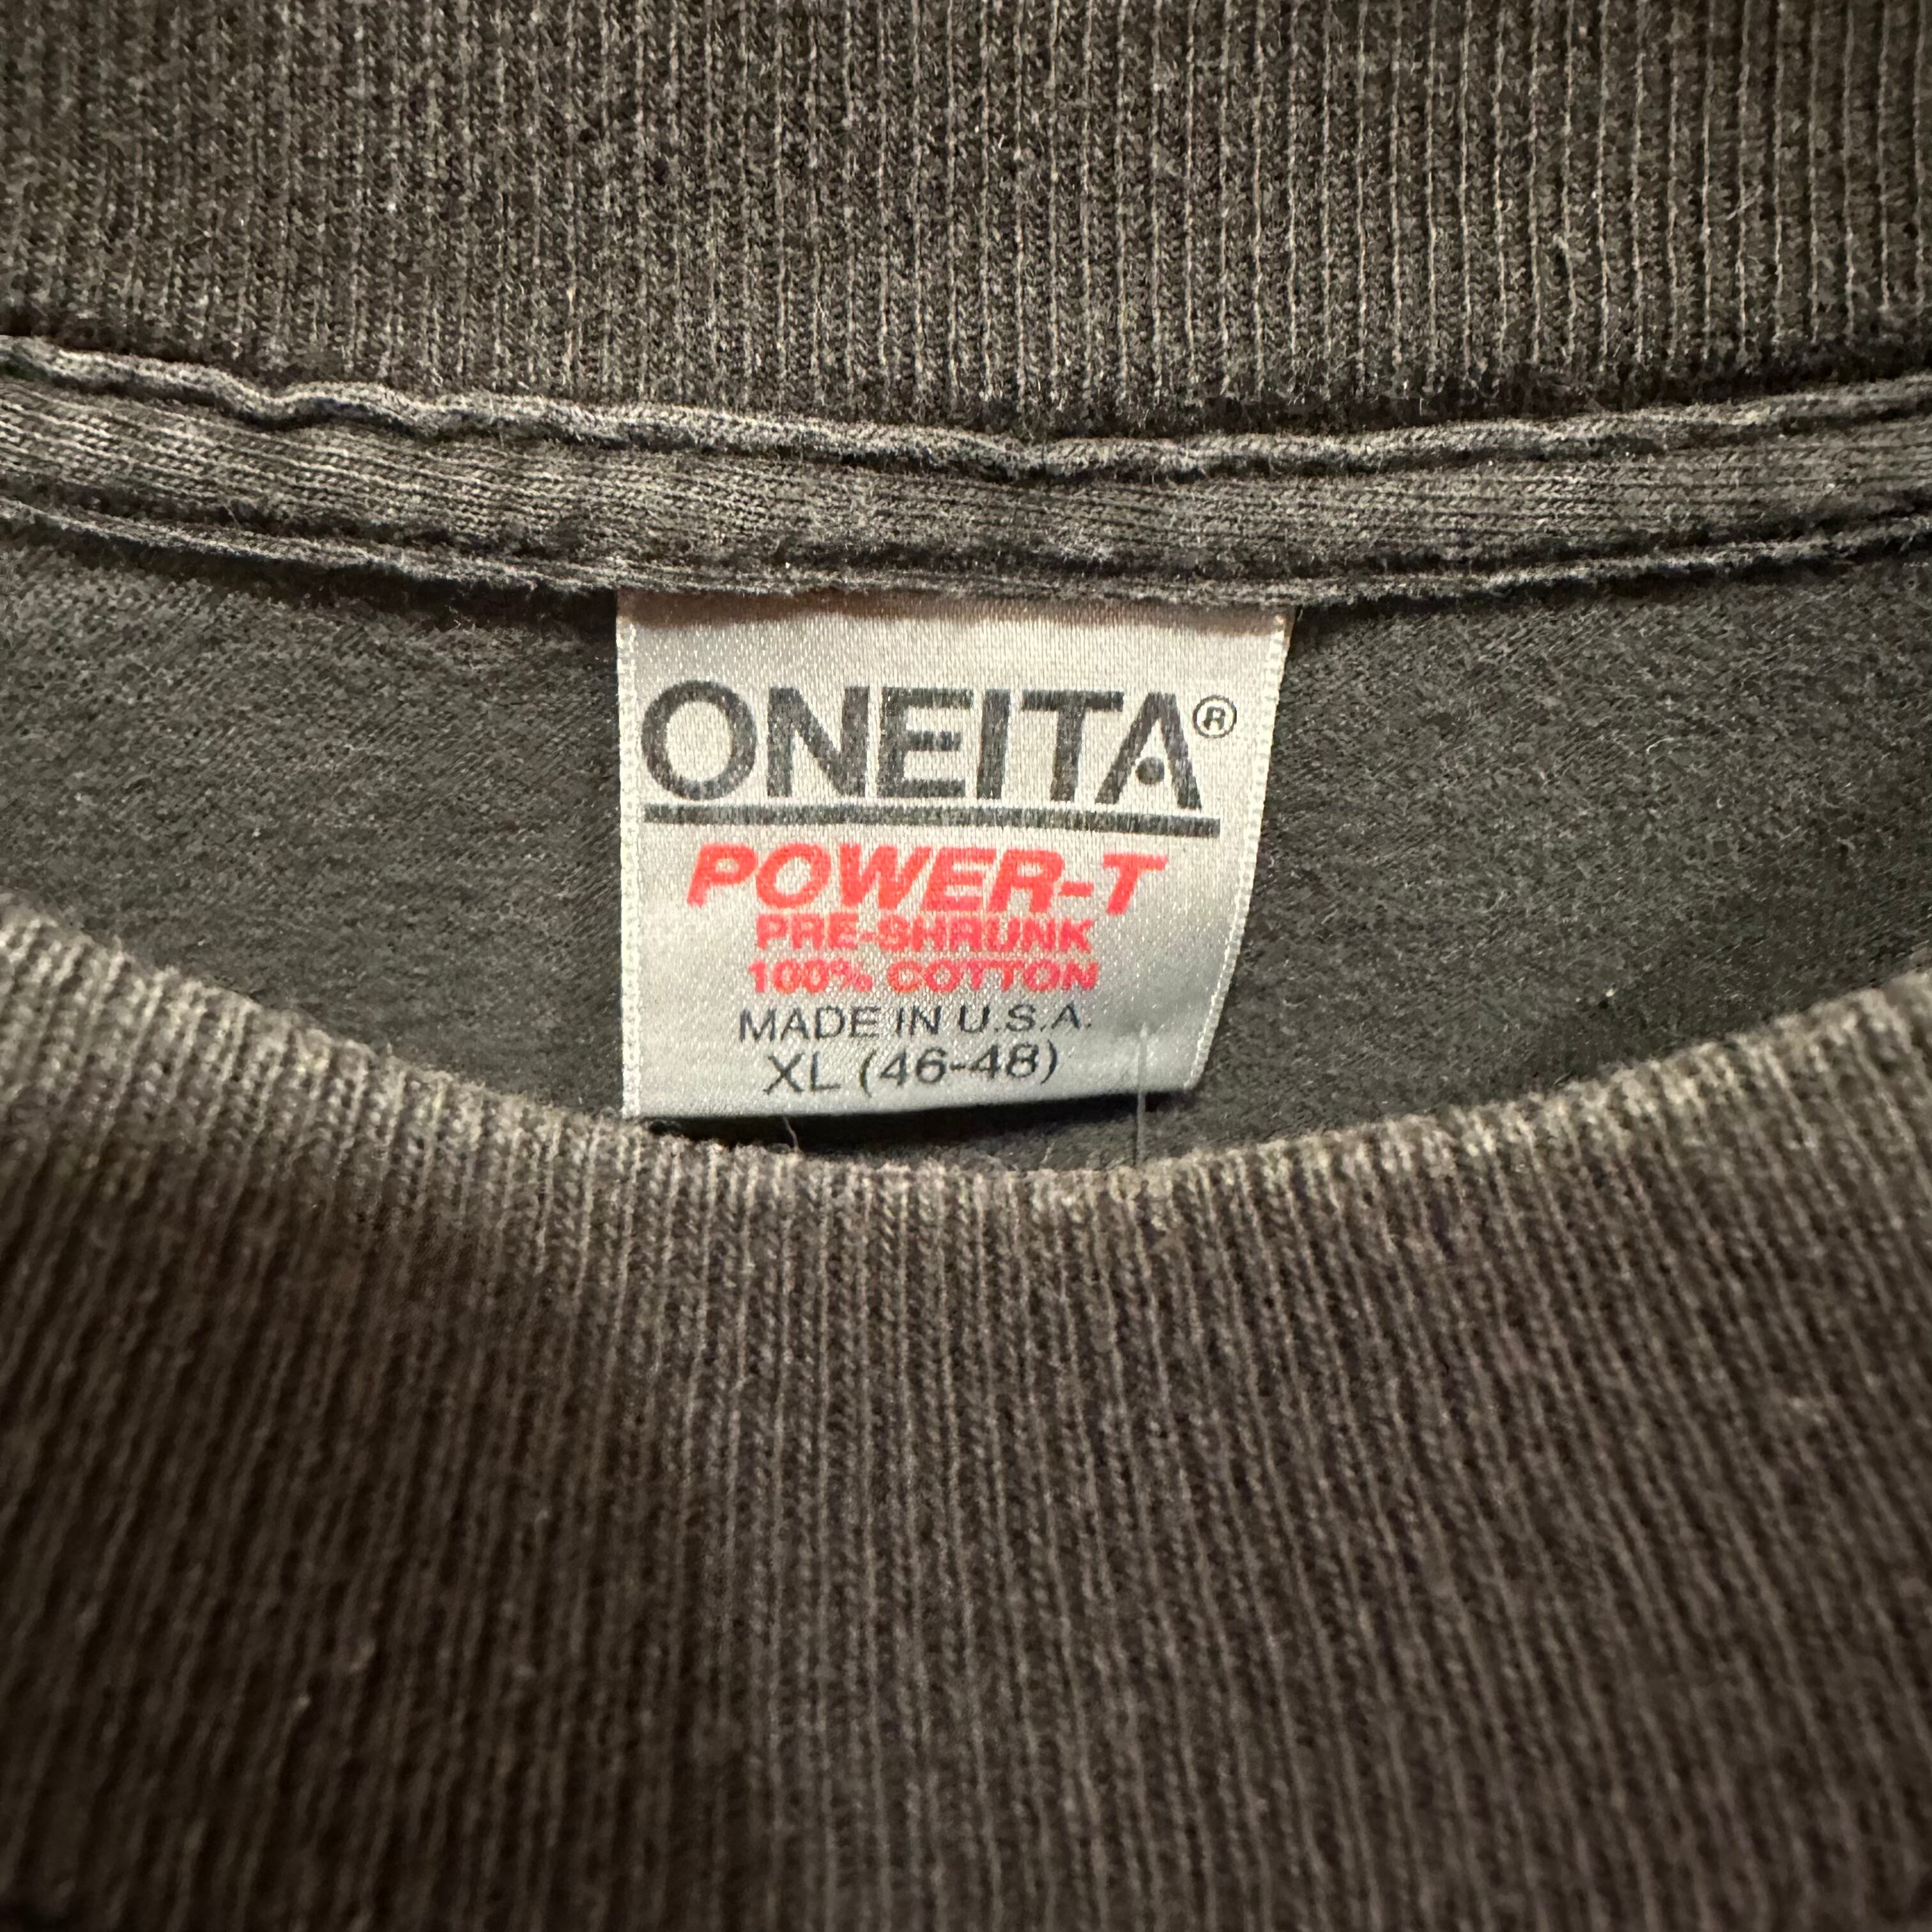 ONEITA®
POWER-T
PRE-SHRUNK
100% COTTON
MADE IN U.S.A.
XL (46-48)